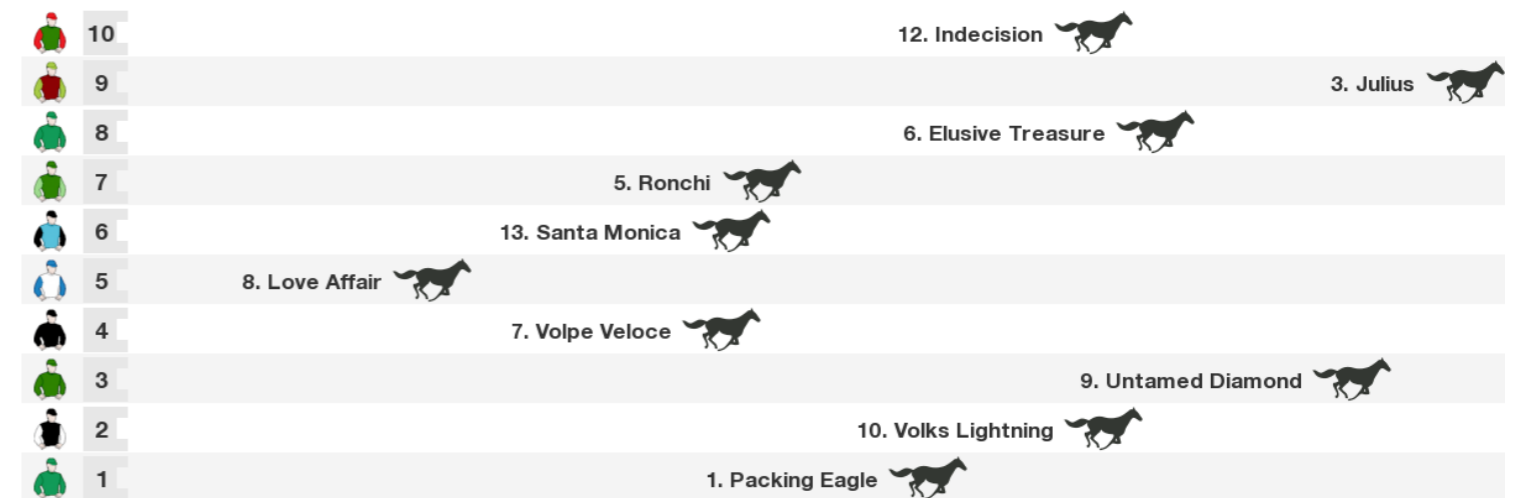 10 12. Indecision
9 3. Julius
8 6. Elusive Treasure
7 5. Ronchi
6 13. Santa Monica
5 8. Love Affair
4 7. Volpe Veloce
3 9. Untamed Diamond
2 10. Volks Lightning
1 1. Packing Eagle